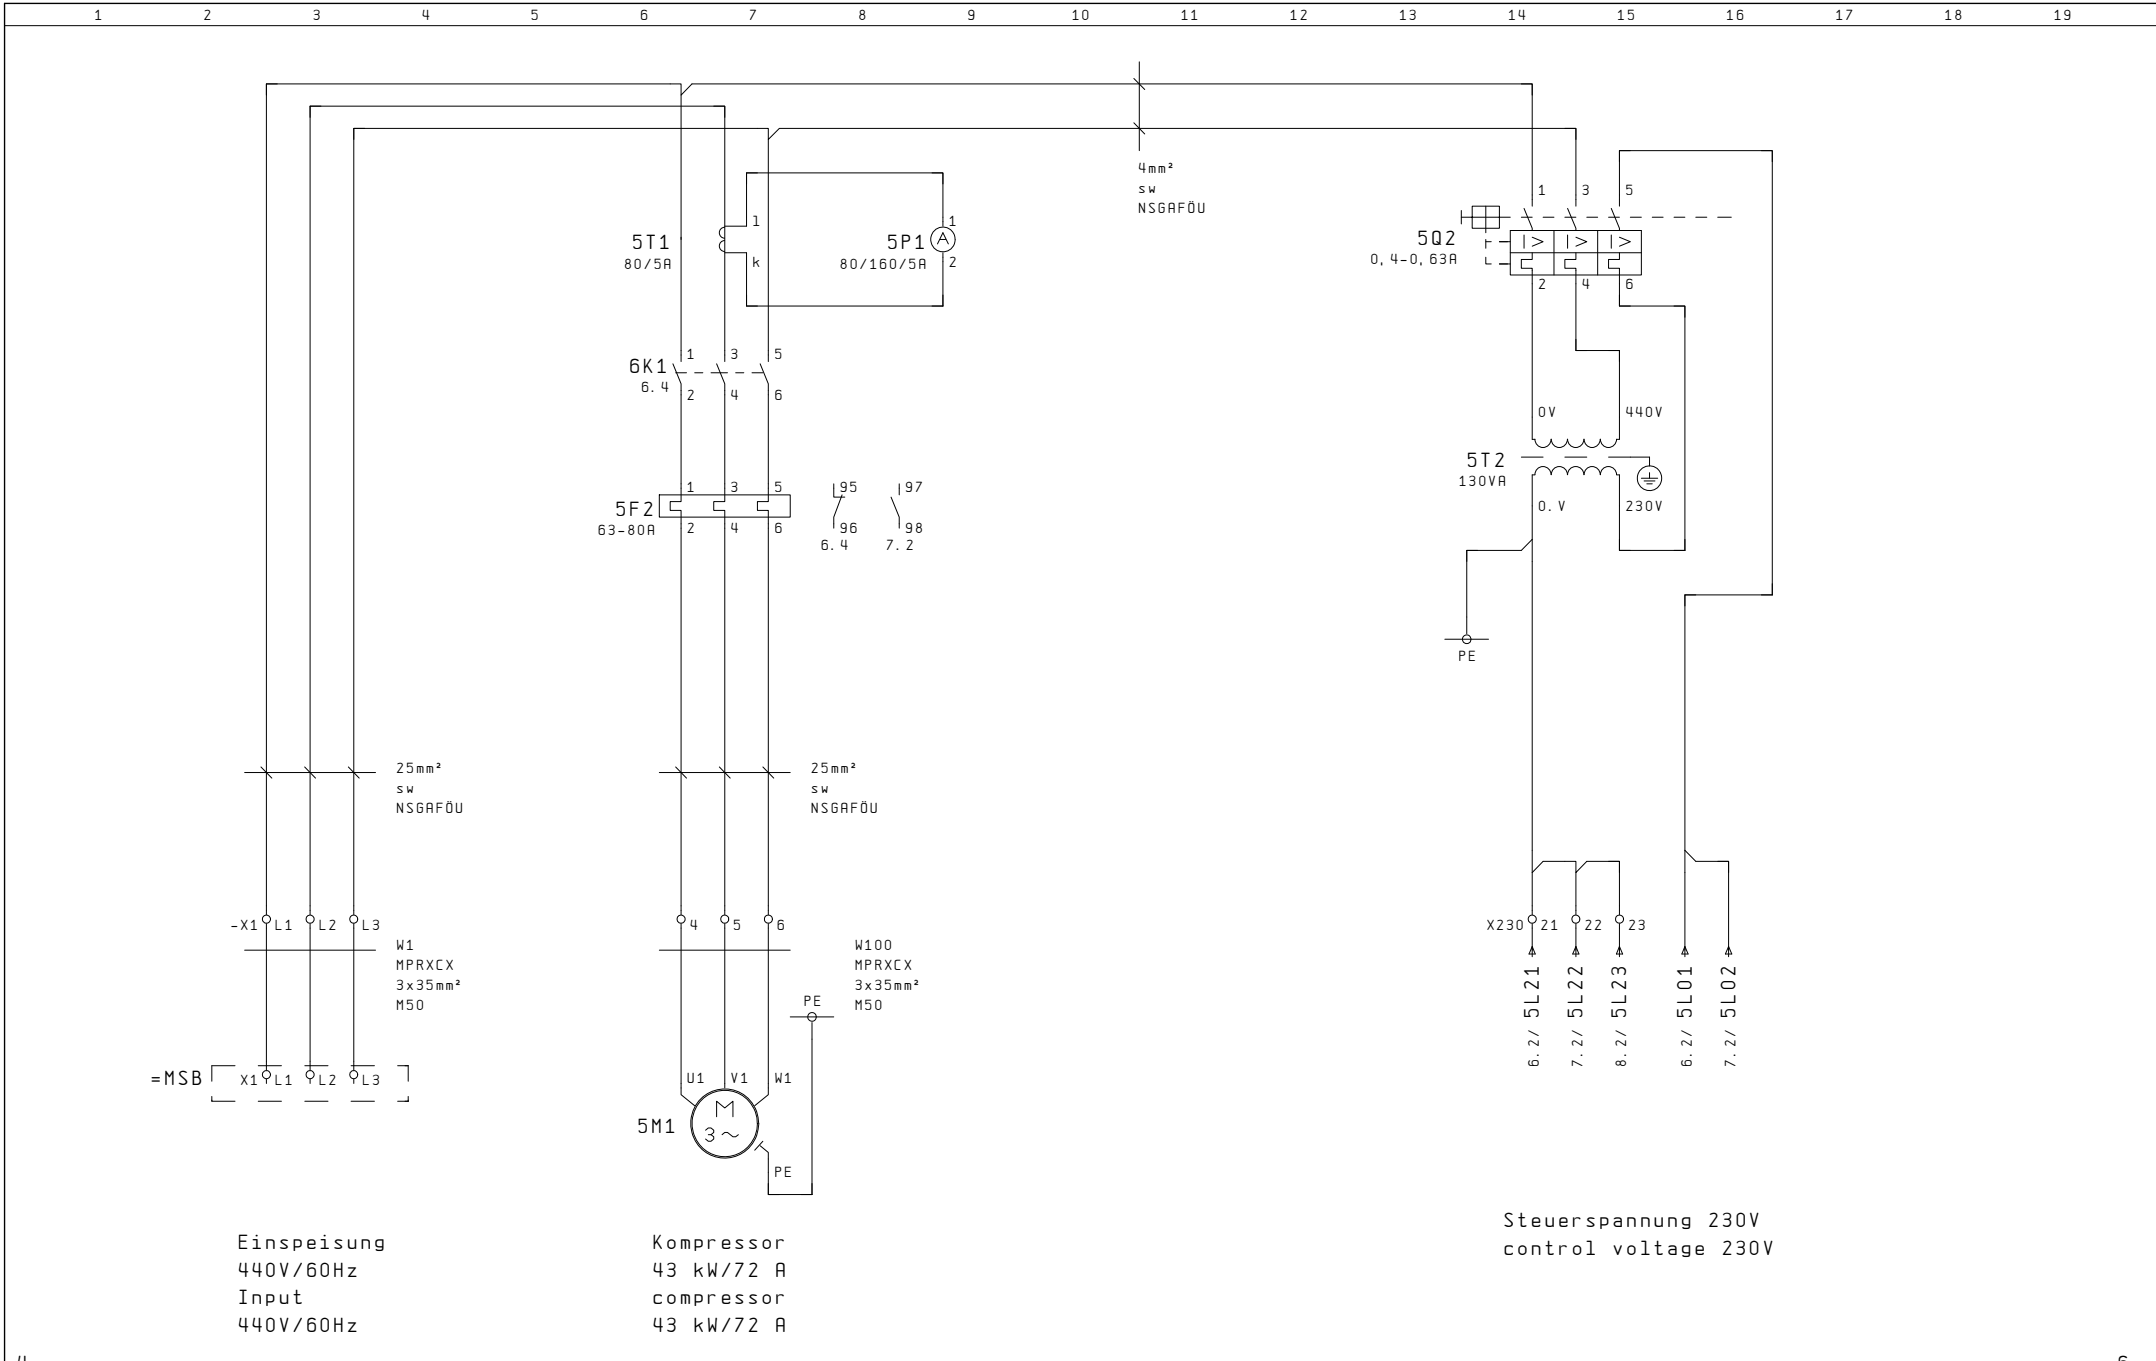 1 2 3 4 5 6 7 8 9 10 11 12 13 14 15 16 17 18 19
4mm²
sw
NSGAFÖU
1 3 5
5Q2
0,4-0,63A
I> I> I>
2 4 6
5T1
80/5A
l
k
5P1
80/160/5A
A
1
2
6K1
6.4
1 3 5
2 4 6
0V 440V
5T2
130VA
0.V 230V
5F2
63-80A
1 3 5
2 4 6
95 97
96 98
6.4 7.2
PE
25mm²
sw
NSGAFÖU
25mm²
sw
NSGAFÖU
-X1 L1 L2 L3
W1
MPRXCX
3x35mm²
M50
4 5 6
W100
MPRXCX
3x35mm²
M50
PE
X230 21 22 23
6.2/ 5L21
7.2/ 5L22
8.2/ 5L23
6.2/ 5L01
7.2/ 5L02
=MSB X1 L1 L2 L3
U1 V1 W1
5M1
M
3~
PE
Einspeisung
440V/60Hz
Input
440V/60Hz
Kompressor
43 kW/72 A
compressor
43 kW/72 A
Steuerspannung 230V
control voltage 230V